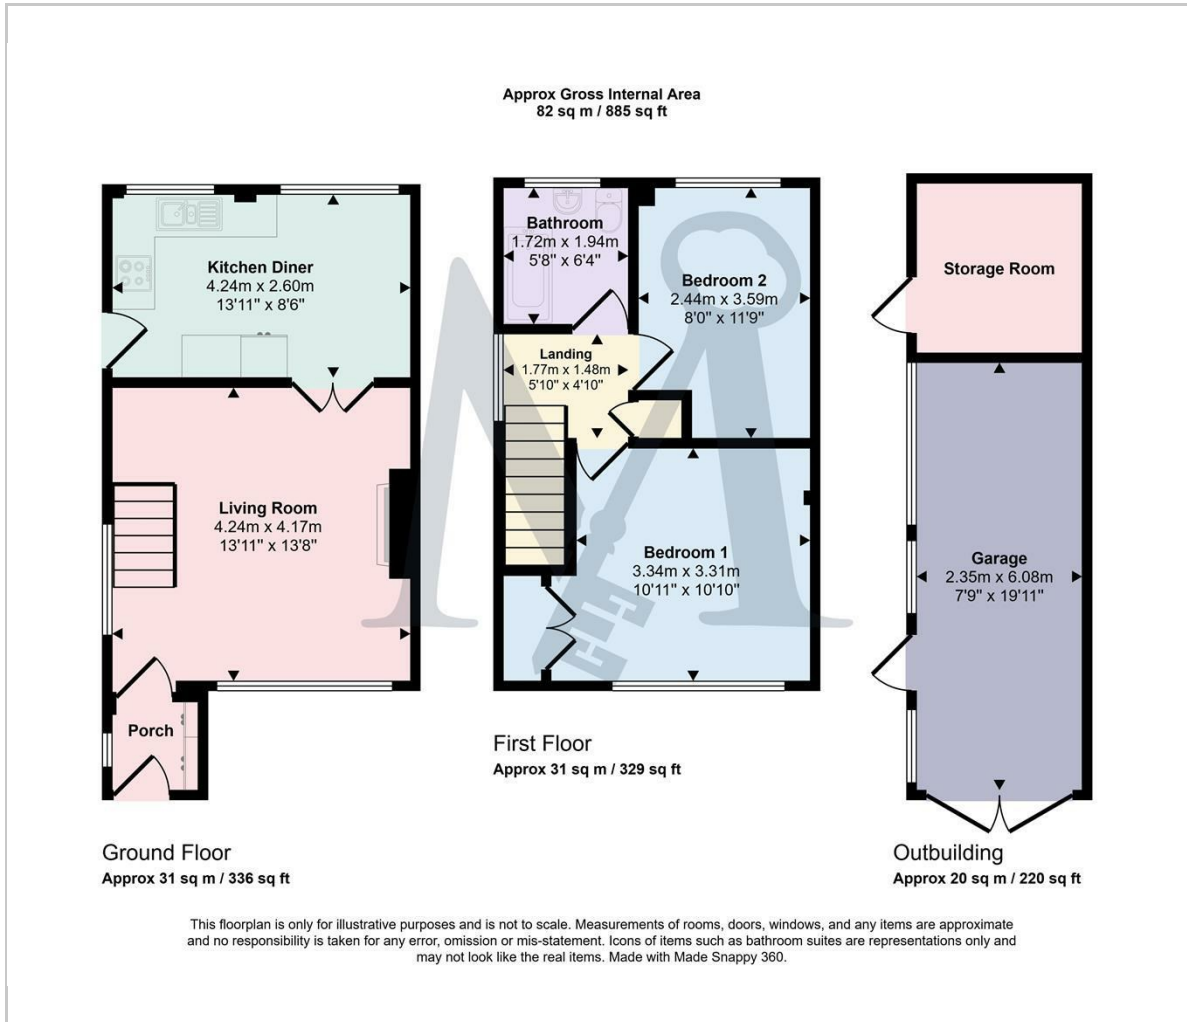 Approx Gross Internal Area
82 sq m / 885 sq ft
Kitchen Diner
4.24m x 2.60m
13'11" x 8'6"
Living Room
4.24m x 4.17m
13'11" x 13'8"
Porch
Ground Floor
Approx 31 sq m / 336 sq ft
Bathroom
1.72m x 1.94m
5'8" x 6'4"
Bedroom 2
2.44m x 3.59m
8'0" x 11'9"
Landing
1.77m x 1.48m
5'10" x 4'10"
Bedroom 1
3.34m x 3.31m
10'11" x 10'10"
First Floor
Approx 31 sq m / 329 sq ft
Storage Room
Garage
2.35m x 6.08m
7'9" x 19'11"
Outbuilding
Approx 20 sq m / 220 sq ft
This floorplan is only for illustrative purposes and is not to scale. Measurements of rooms, doors, windows, and any items are approximate
and no responsibility is taken for any error, omission or mis-statement. Icons of items such as bathroom suites are representations only and
may not look like the real items. Made with Made Snappy 360.